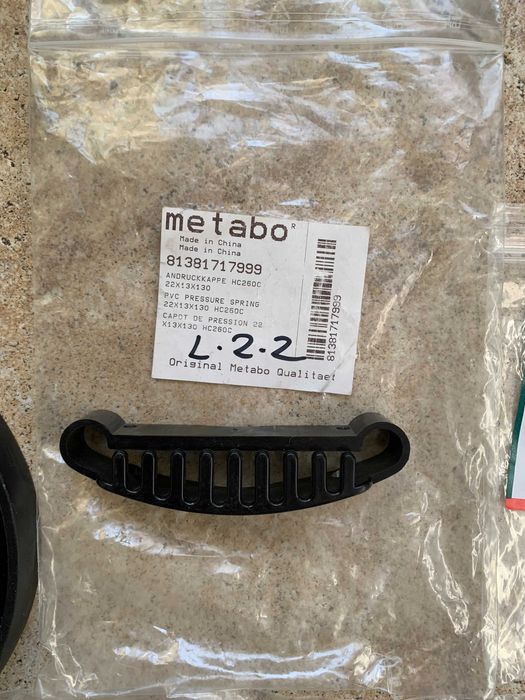 metabo R
Made in China
Made in China
81381717999
ANDRUCKKAPPE HC260C
22X13X130
PVC PRESSURE SPRING
22X13X130 HC260C
CAPOT DE PRESSION 22
X13X130 HC260C
L.2.2
Original Metabo Qualitaet
81381717999